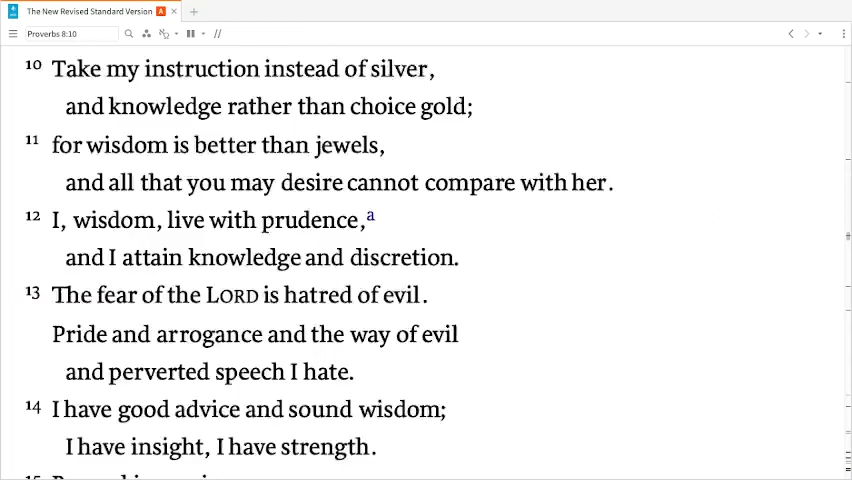 The New Revised Standard Version A
Proverbs 8:10
10 Take my instruction instead of silver,
and knowledge rather than choice gold;
11 for wisdom is better than jewels,
and all that you may desire cannot compare with her.
12 I, wisdom, live with prudence,a
and I attain knowledge and discretion.
13 The fear of the LORD is hatred of evil.
Pride and arrogance and the way of evil
and perverted speech I hate.
14 I have good advice and sound wisdom;
I have insight, I have strength.